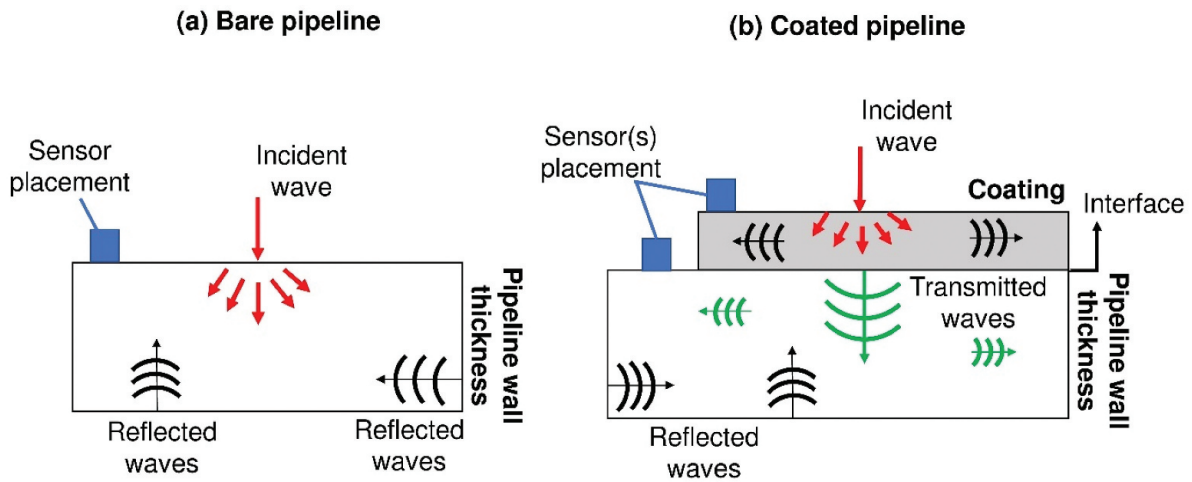 (a) Bare pipeline
Sensor
placement
Incident
wave
Pipeline wall
thickness
Reflected
waves
Reflected
waves
(b) Coated pipeline
Sensor(s)
placement
Incident
wave
Coating
Interface
Transmitted
waves
Pipeline wall
thickness
Reflected
waves